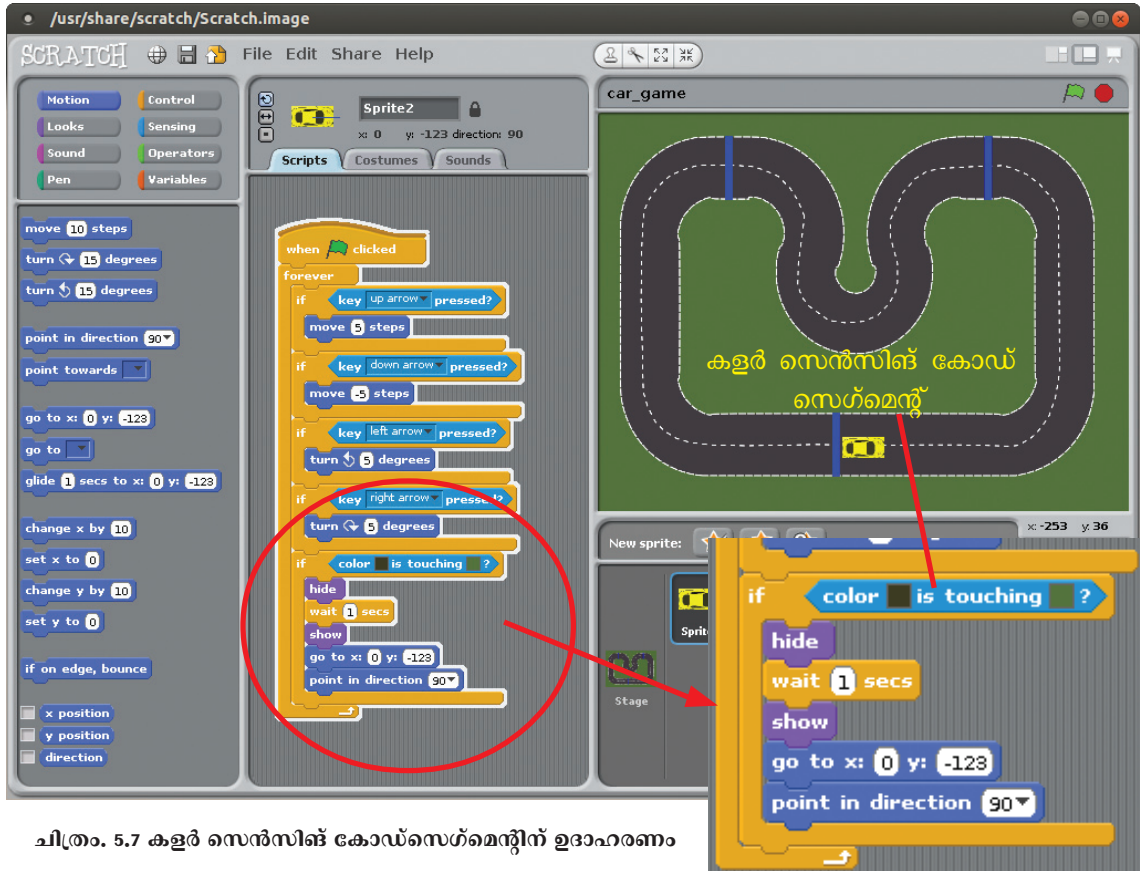 /usr/share/scratch/Scratch.image
SCRATCH File Edit Share Help
Motion Control
Looks Sensing
Sound Operators
Pen Variables
move 10 steps
turn 15 degrees
turn 15 degrees
point in direction 90
point towards
go to x: 0 y: -123
go to
glide 1 secs to x: 0 y: -123
change x by 10
set x to 0
change y by 10
set y to 0
if on edge, bounce
x position
y position
direction
Sprite2
x: 0 y: -123 direction: 90
Scripts Costumes Sounds
when clicked
forever
if key up arrow pressed?
move 5 steps
if key down arrow pressed?
move -5 steps
if key left arrow pressed?
turn 5 degrees
if key right arrow pressed?
turn 5 degrees
if color is touching ?
hide
wait 1 secs
show
go to x: 0 y: -123
point in direction 90
car_game
കളർ സെൻസിങ് കോഡ്
സെഗ്‌മെന്റ്
x: -253 y: 36
New sprite:
Stage
if color is touching ?
hide
wait 1 secs
show
go to x: 0 y: -123
point in direction 90
ചിത്രം. 5.7 കളർ സെൻസിങ് കോഡ്സെഗ്‌മെന്റിന് ഉദാഹരണം